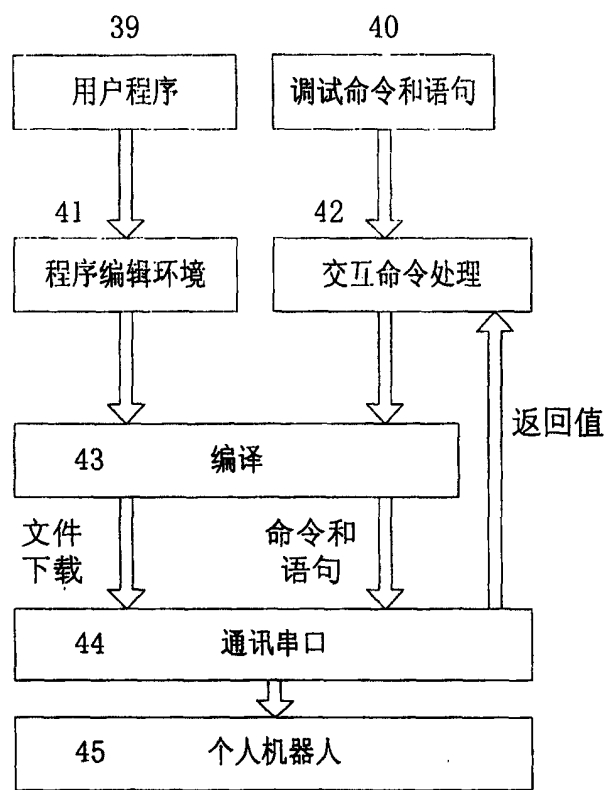 39
40
用户程序
调试命令和语句
41
42
程序编辑环境
交互命令处理
返回值
43 编译
文件
下载
命令和
语句
44 通讯串口
45 个人机器人